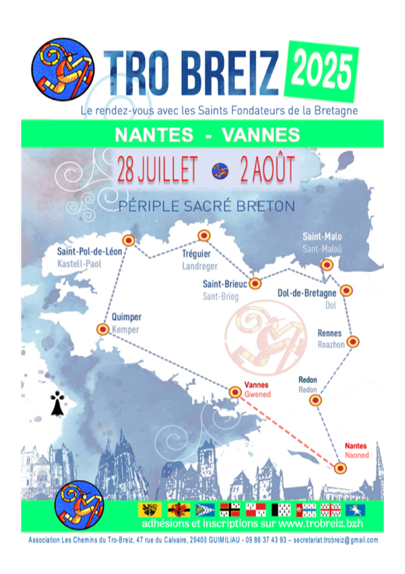 TRO BREIZ 2025
Le rendez-vous avec les Saints Fondateurs de la Bretagne
NANTES - VANNES
28 JUILLET 2 AOÛT
PÉRIPLE SACRÉ BRETON
Saint-Pol-de-Léon
Kastell-Paol
Tréguier
Landreger
Saint-Malo
Sant-Maloù
Saint-Brieuc
Sant-Brieg
Dol-de-Bretagne
Dol
Quimper
Kemper
Rennes
Roazhon
Vannes
Gwened
Redon
Redon
Nantes
Naoned
adhésions et inscriptions sur www.trobreiz.bzh
Association Les Chemins du Tro-Breiz, 47 rue du Calvaire, 29400 GUIMILIAU - 09 86 37 43 93 – secretariat.trobreiz@gmail.com